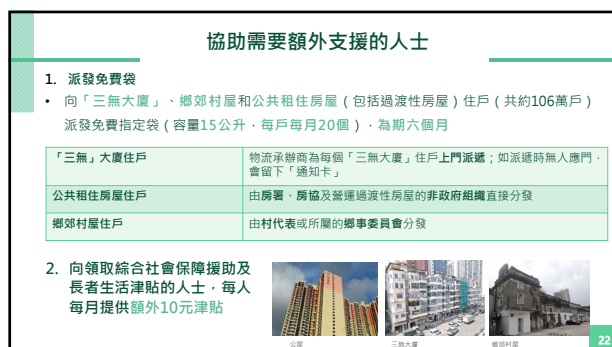 協助需要額外支援的人士
1. 派發免費袋
• 向「三無大廈」、鄉郊村屋和公共租住房屋(包括過渡性房屋)住戶(共約106萬戶)
派發免費指定袋(容量15公升,每戶每月20個),為期六個月
「三無」大廈住戶
物流承辦商為每個「三無大廈」住戶上門派遞;如派遞時無人應門,
會留下「通知卡」
公共租住房屋住戶
由房署、房協及營運過渡性房屋的非政府組織直接分發
鄉郊村屋住戶
由村代表或所屬的鄉事委員會分發
2. 向領取綜合社會保障援助及
長者生活津貼的人士,每人
每月提供額外10元津貼
公屋
三無大廈
鄉郊村屋
22